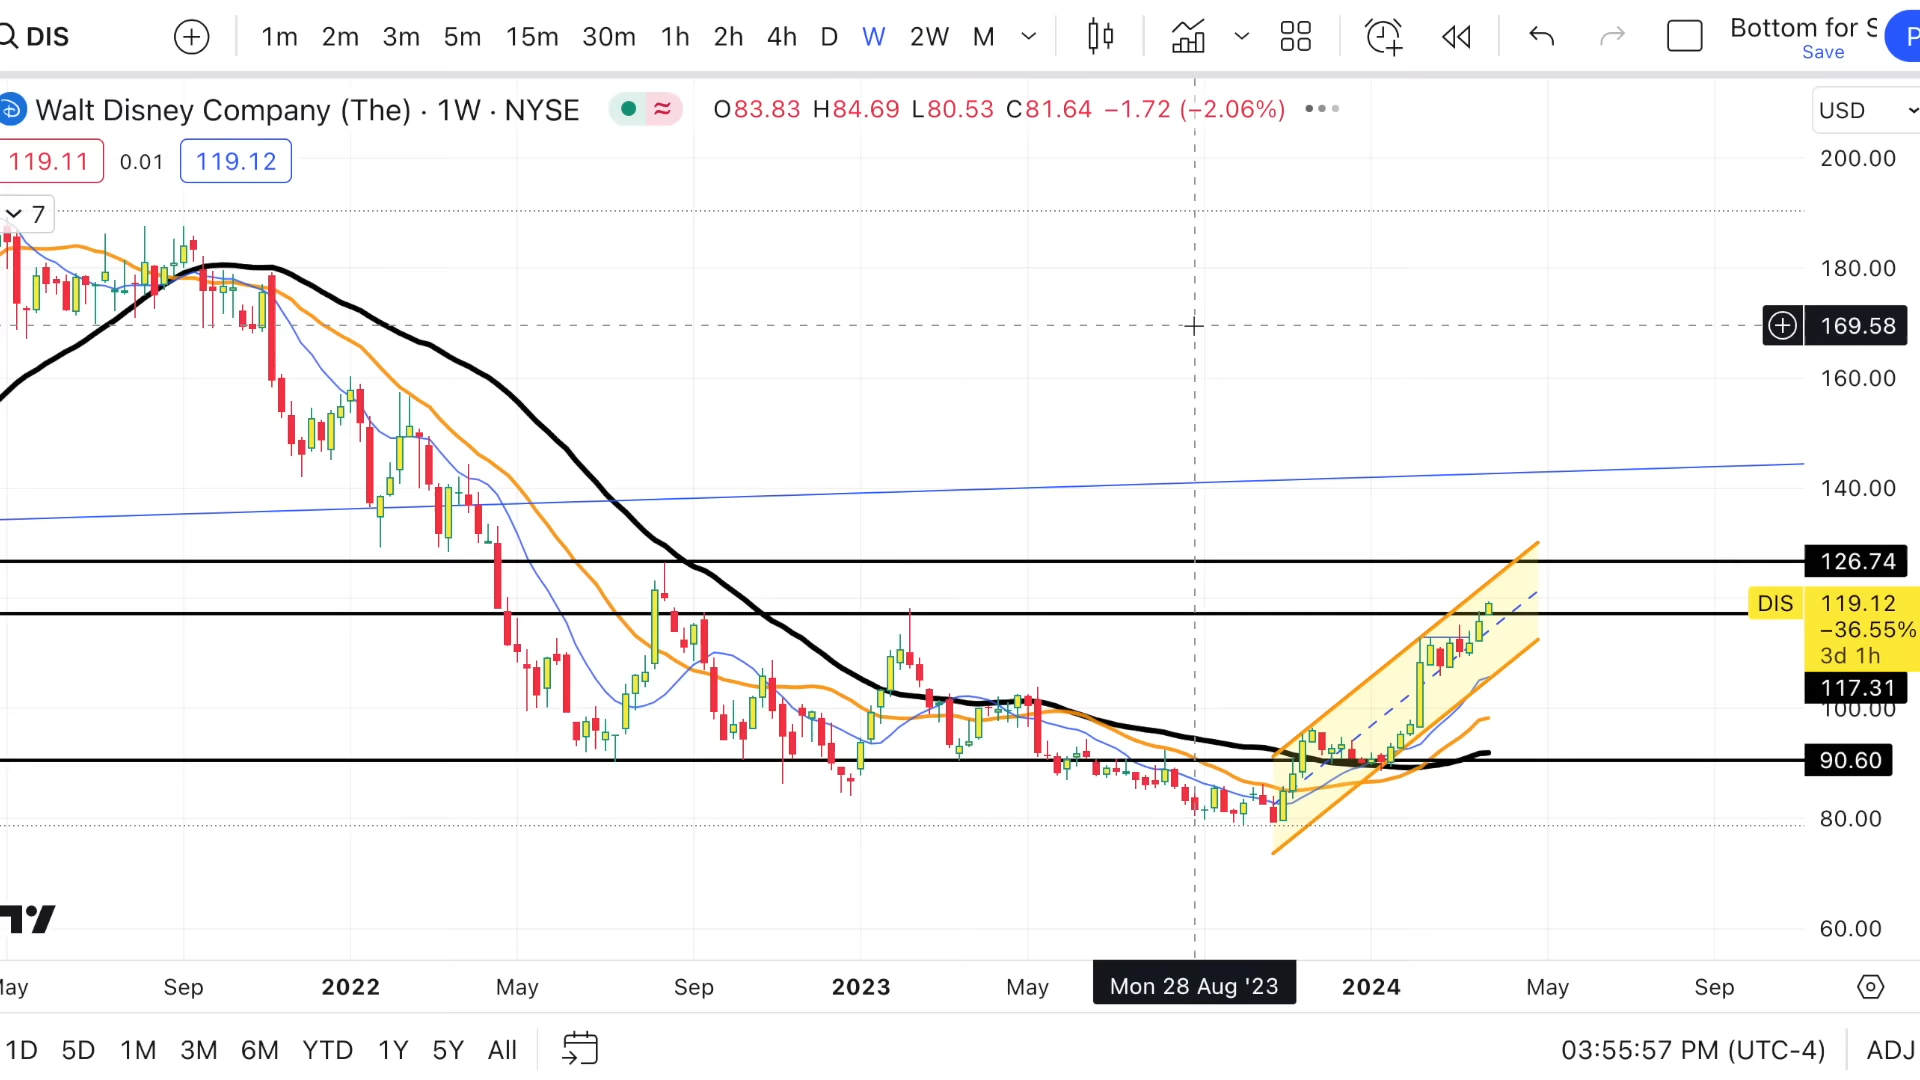 DIS 1m 2m 3m 5m 15m 30m 1h 2h 4h D W 2W M Bottom for S
Save
Walt Disney Company (The) · 1W · NYSE O83.83 H84.69 L80.53 C81.64 −1.72 (−2.06%) USD
119.11 0.01 119.12
200.00
7
180.00
169.58
160.00
140.00
126.74
DIS 119.12
−36.55%
3d 1h
117.31
100.00
90.60
80.00
60.00
May Sep 2022 May Sep 2023 May Mon 28 Aug '23 2024 May Sep
1D 5D 1M 3M 6M YTD 1Y 5Y All 03:55:57 PM (UTC-4) ADJ